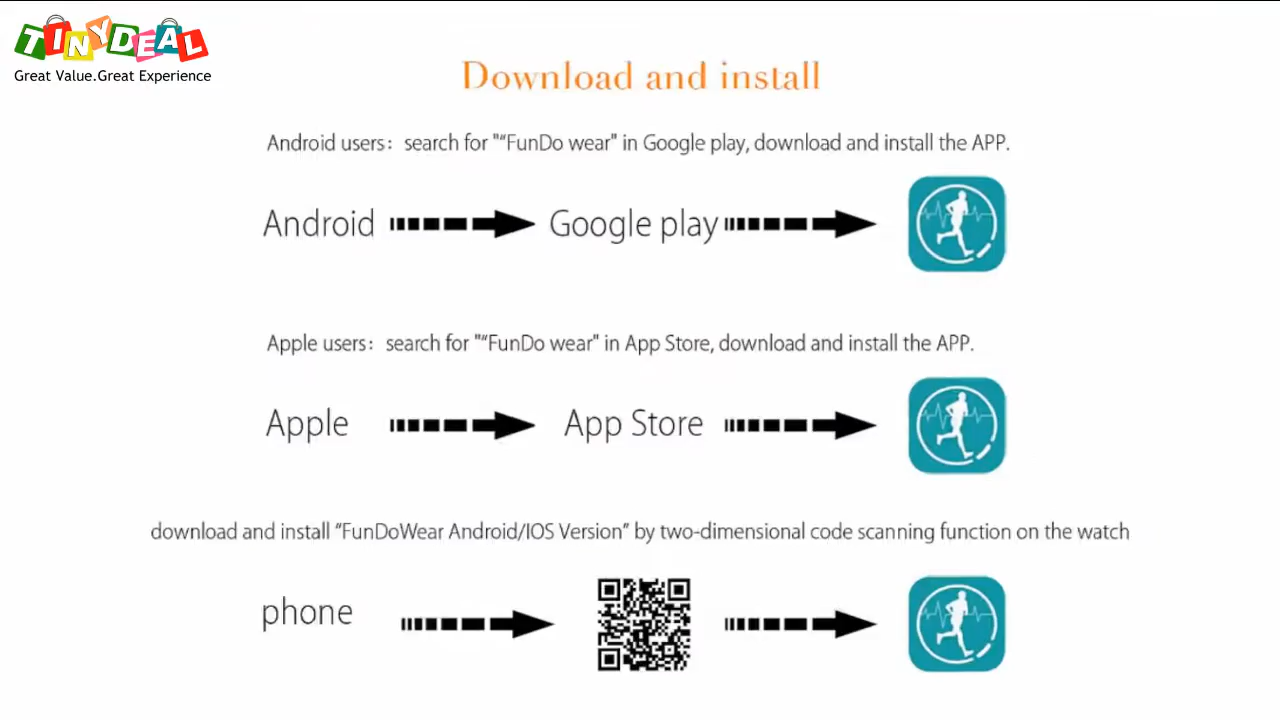 TINYDEAL
Great Value.Great Experience
Download and install
Android users: search for "“FunDo wear" in Google play, download and install the APP.
Android
Google play
Apple users: search for "“FunDo wear" in App Store, download and install the APP.
Apple
App Store
download and install “FunDoWear Android/IOS Version” by two-dimensional code scanning function on the watch
phone